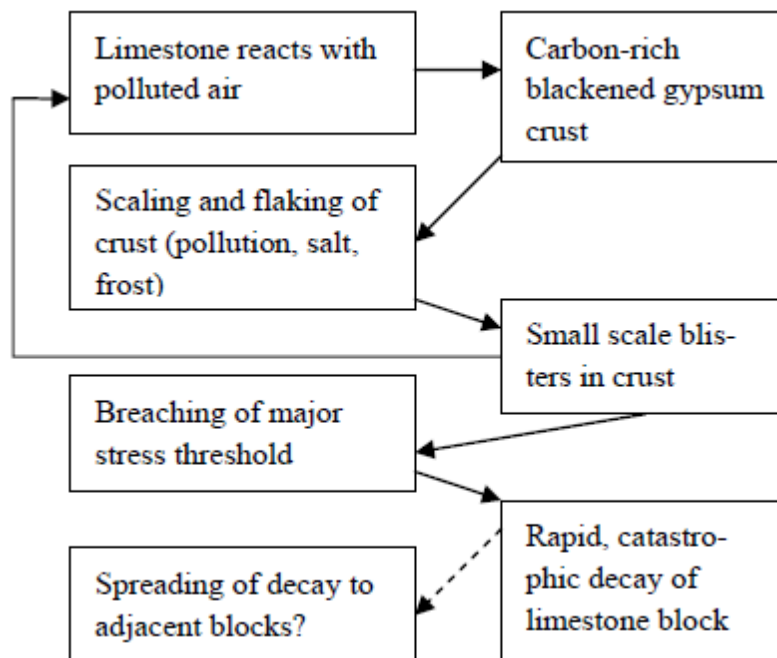 Limestone reacts with
polluted air
Carbon-rich
blackened gypsum
crust
Scaling and flaking of
crust (pollution, salt,
frost)
Small scale blis-
ters in crust
Breaching of major
stress threshold
Rapid, catastro-
phic decay of
limestone block
Spreading of decay to
adjacent blocks?